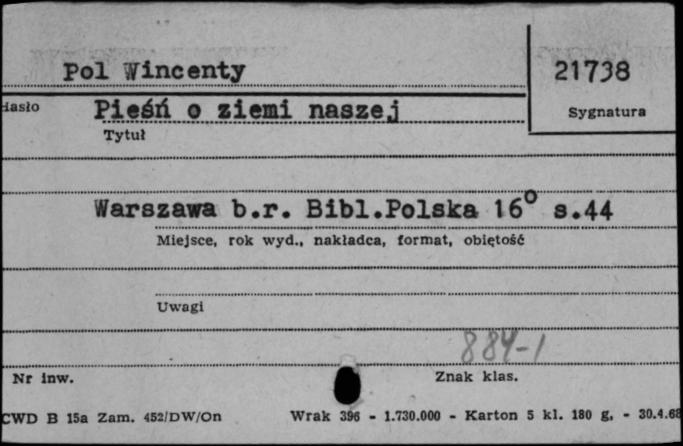 Pol Wincenty 21738
Hasło Pieśń o ziemi naszej Sygnatura
Tytuł
Warszawa b.r. Bibl.Polska 16° s.44
Miejsce, rok wyd., nakładca, format, objętość
Uwagi
884-1
Nr inw. Znak klas.
CWD B 15a Zam. 452/DW/On Wrak 396 - 1.730.000 - Karton 5 kl. 180 g. - 30.4.68